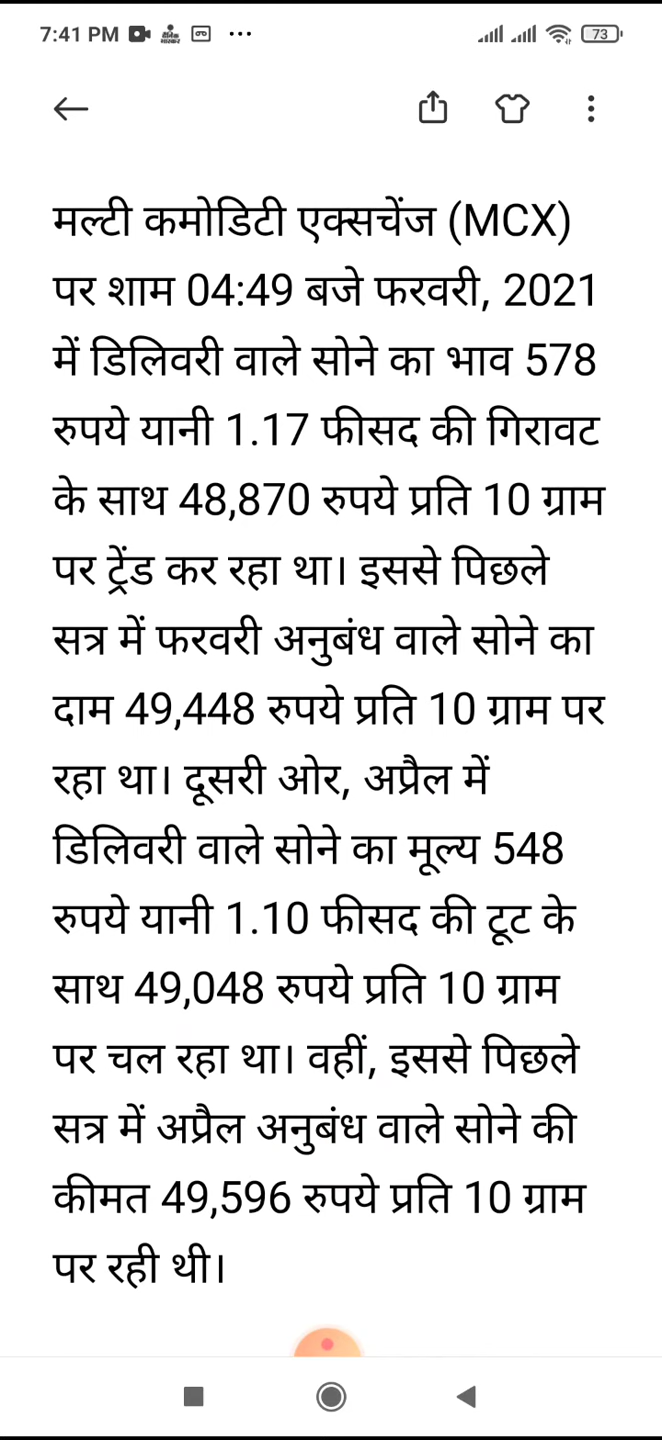 7:41 PM
73
मल्टी कमोडिटी एक्सचेंज (MCX)
पर शाम 04:49 बजे फरवरी, 2021
में डिलिवरी वाले सोने का भाव 578
रुपये यानी 1.17 फीसद की गिरावट
के साथ 48,870 रुपये प्रति 10 ग्राम
पर ट्रेंड कर रहा था। इससे पिछले
सत्र में फरवरी अनुबंध वाले सोने का
दाम 49,448 रुपये प्रति 10 ग्राम पर
रहा था। दूसरी ओर, अप्रैल में
डिलिवरी वाले सोने का मूल्य 548
रुपये यानी 1.10 फीसद की टूट के
साथ 49,048 रुपये प्रति 10 ग्राम
पर चल रहा था। वहीं, इससे पिछले
सत्र में अप्रैल अनुबंध वाले सोने की
कीमत 49,596 रुपये प्रति 10 ग्राम
पर रही थी।